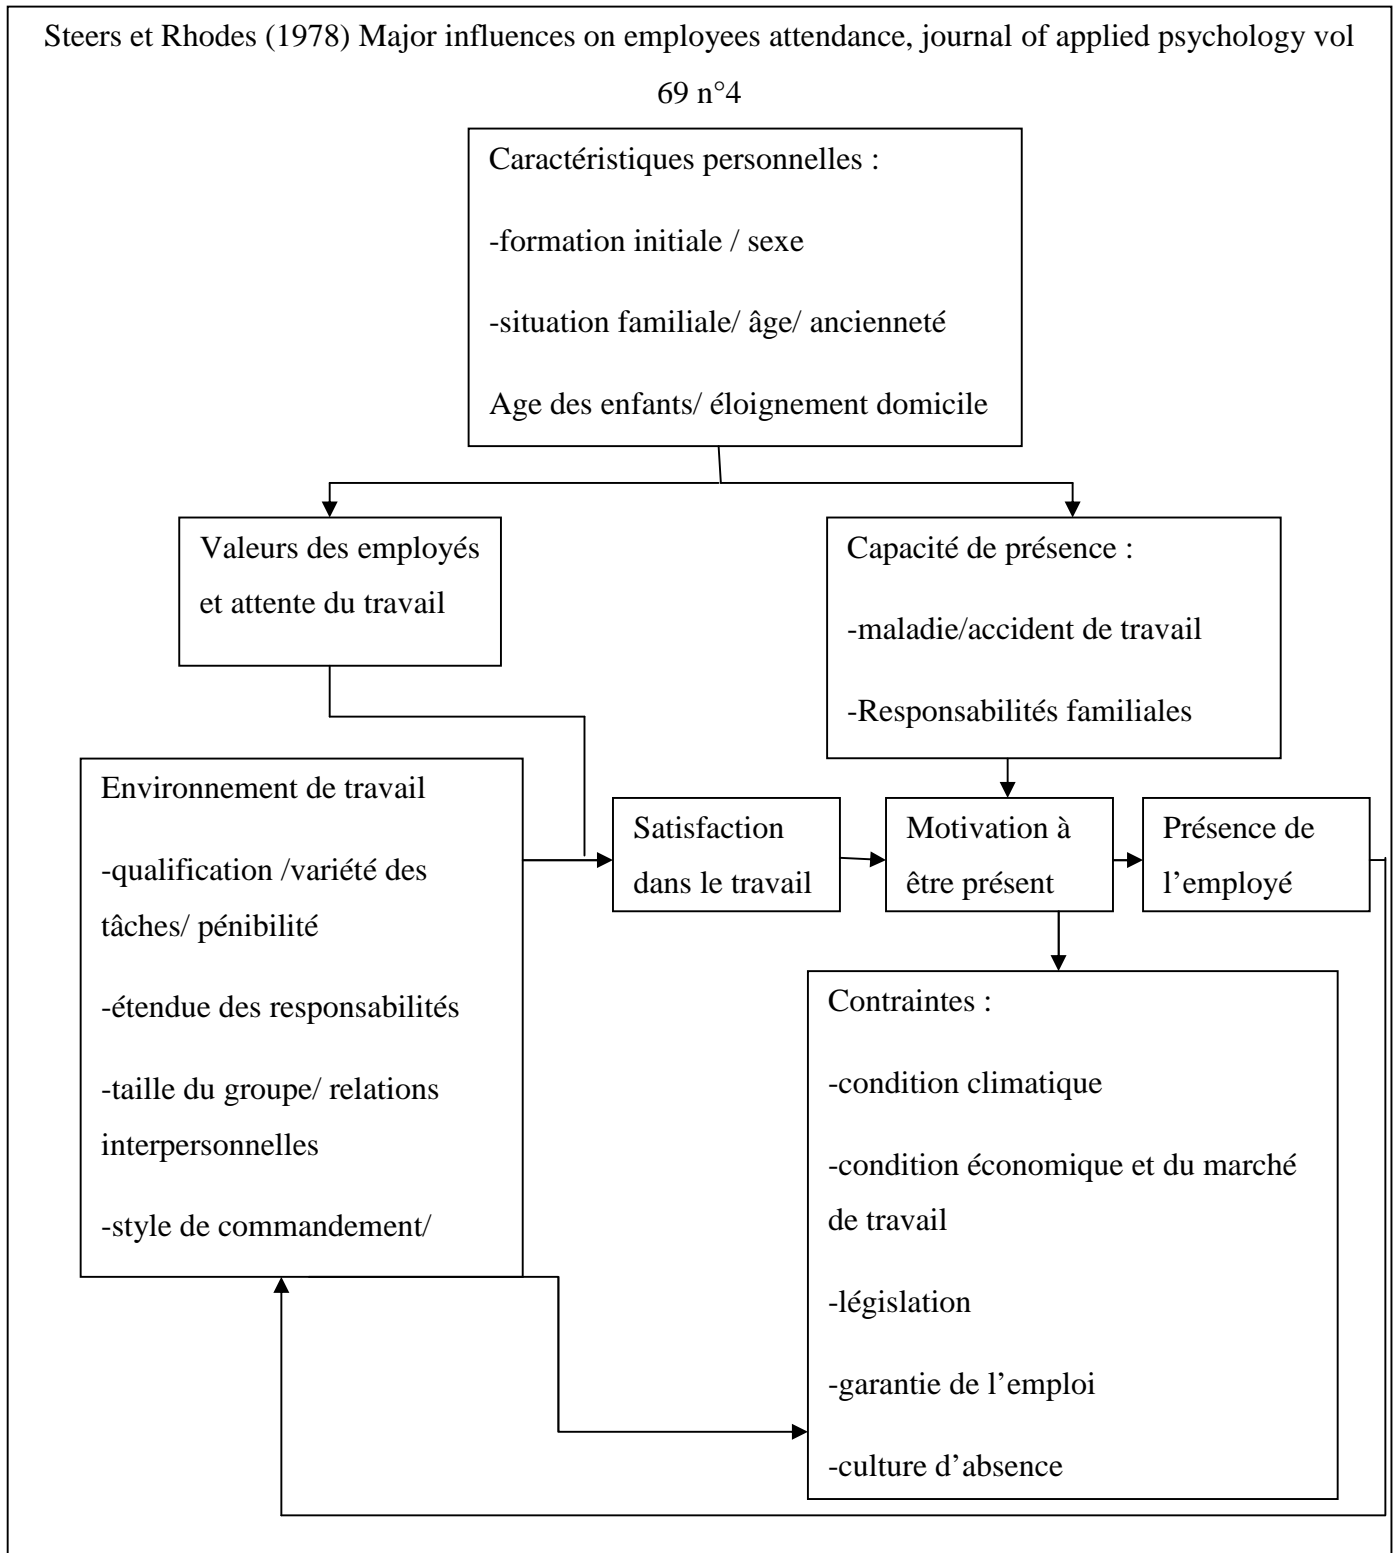 Steers et Rhodes (1978) Major influences on employees attendance, journal of applied psychology vol
69 n°4
Caractéristiques personnelles :
-formation initiale / sexe
-situation familiale/ âge/ ancienneté
Age des enfants/ éloignement domicile
Valeurs des employés
et attente du travail
Capacité de présence :
-maladie/accident de travail
-Responsabilités familiales
Environnement de travail
-qualification /variété des
tâches/ pénibilité
-étendue des responsabilités
-taille du groupe/ relations
interpersonnelles
-style de commandement/
Satisfaction
dans le travail
Motivation à
être présent
Présence de
l’employé
Contraintes :
-condition climatique
-condition économique et du marché
de travail
-législation
-garantie de l’emploi
-culture d’absence